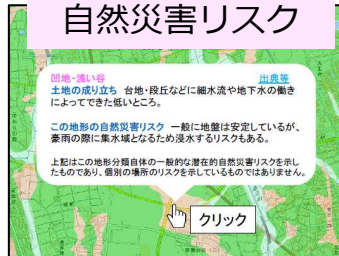 自然災害リスク
凹地・浅い谷 出典等
土地の成り立ち 台地・段丘などに細水流や地下水の働き
によってできた低いところ。
この地形の自然災害リスク 一般に地盤は安定しているが、
豪雨の際に集水域となるため浸水するリスクもある。
上記はこの地形分類自体の一般的な潜在的自然災害リスクを示し
たものであり、個別の場所のリスクを示しているものではありません。
クリック